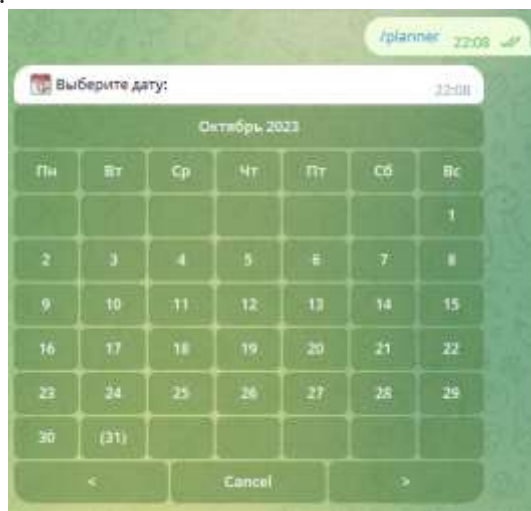 /planner 22:08
Выберите дату: 22:08
Октябрь 2023
Пн Вт Ср Чт Пт Сб Вс
1
2 3 4 5 6 7 8
9 10 11 12 13 14 15
16 17 18 19 20 21 22
23 24 25 26 27 28 29
30 (31)
< Cancel >